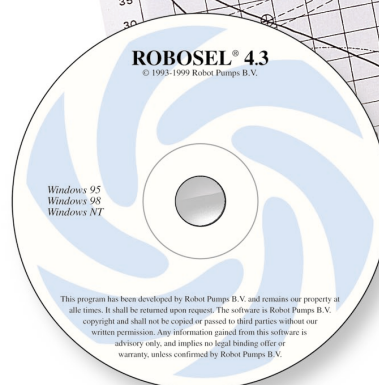 35
30
ROBOSEL® 4.3
© 1993-1999 Robot Pumps B.V.
Windows 95
Windows 98
Windows NT
This program has been developed by Robot Pumps B.V. and remains our property at
alle times. It shall be returned upon request. The software is Robot Pumps B.V.
copyright and shall not be copied or passed to third parties without our
written permission. Any information gained from this software is
advisory only, and implies no legal binding offer or
warranty, unless confirmed by Robot Pumps B.V.